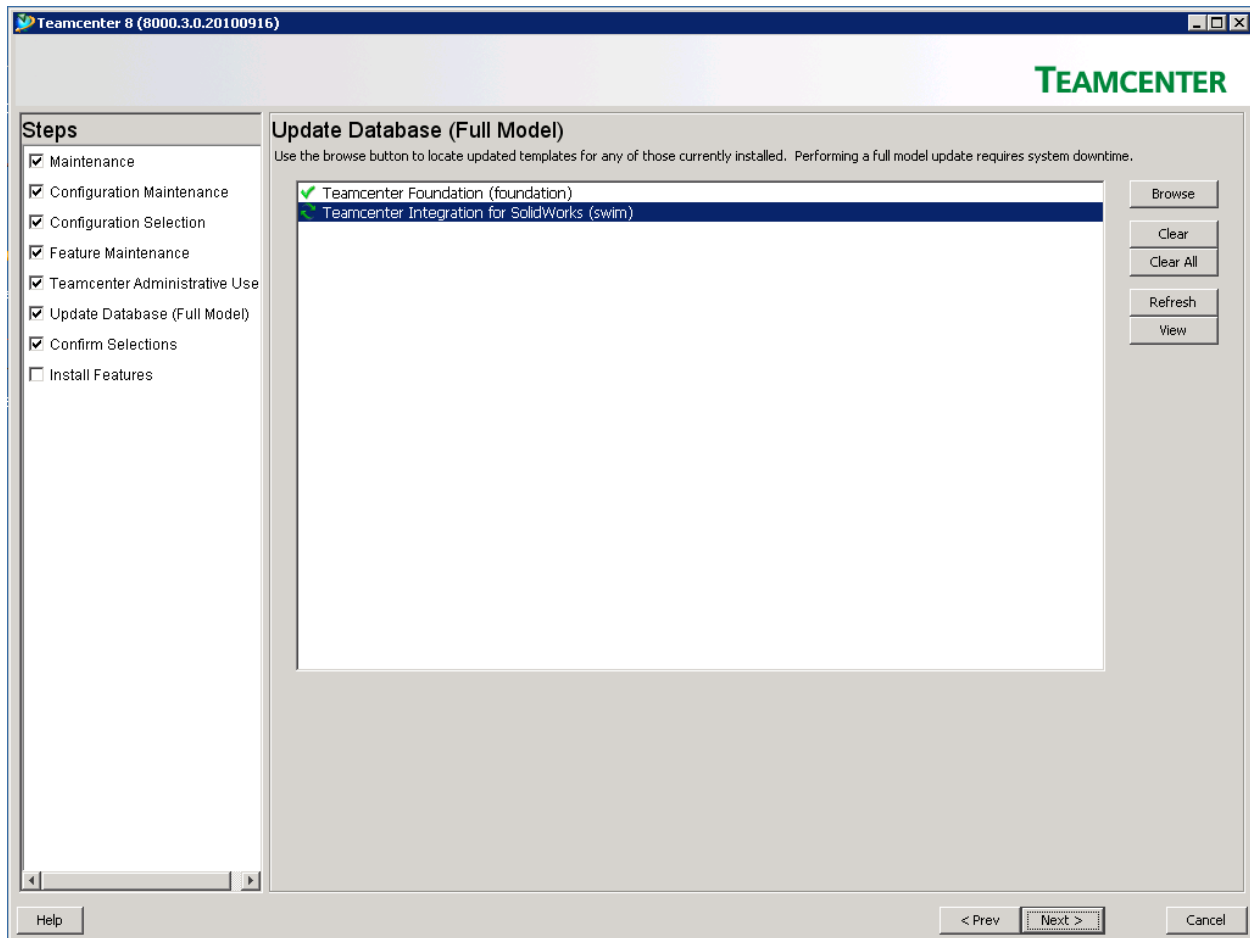 Teamcenter 8 (8000.3.0.20100916)
TEAMCENTER
Steps
Maintenance
Configuration Maintenance
Configuration Selection
Feature Maintenance
Teamcenter Administrative Use
Update Database (Full Model)
Confirm Selections
Install Features
Update Database (Full Model)
Use the browse button to locate updated templates for any of those currently installed. Performing a full model update requires system downtime.
Teamcenter Foundation (foundation)
Teamcenter Integration for SolidWorks (swim)
Browse
Clear
Clear All
Refresh
View
Help
< Prev
Next >
Cancel